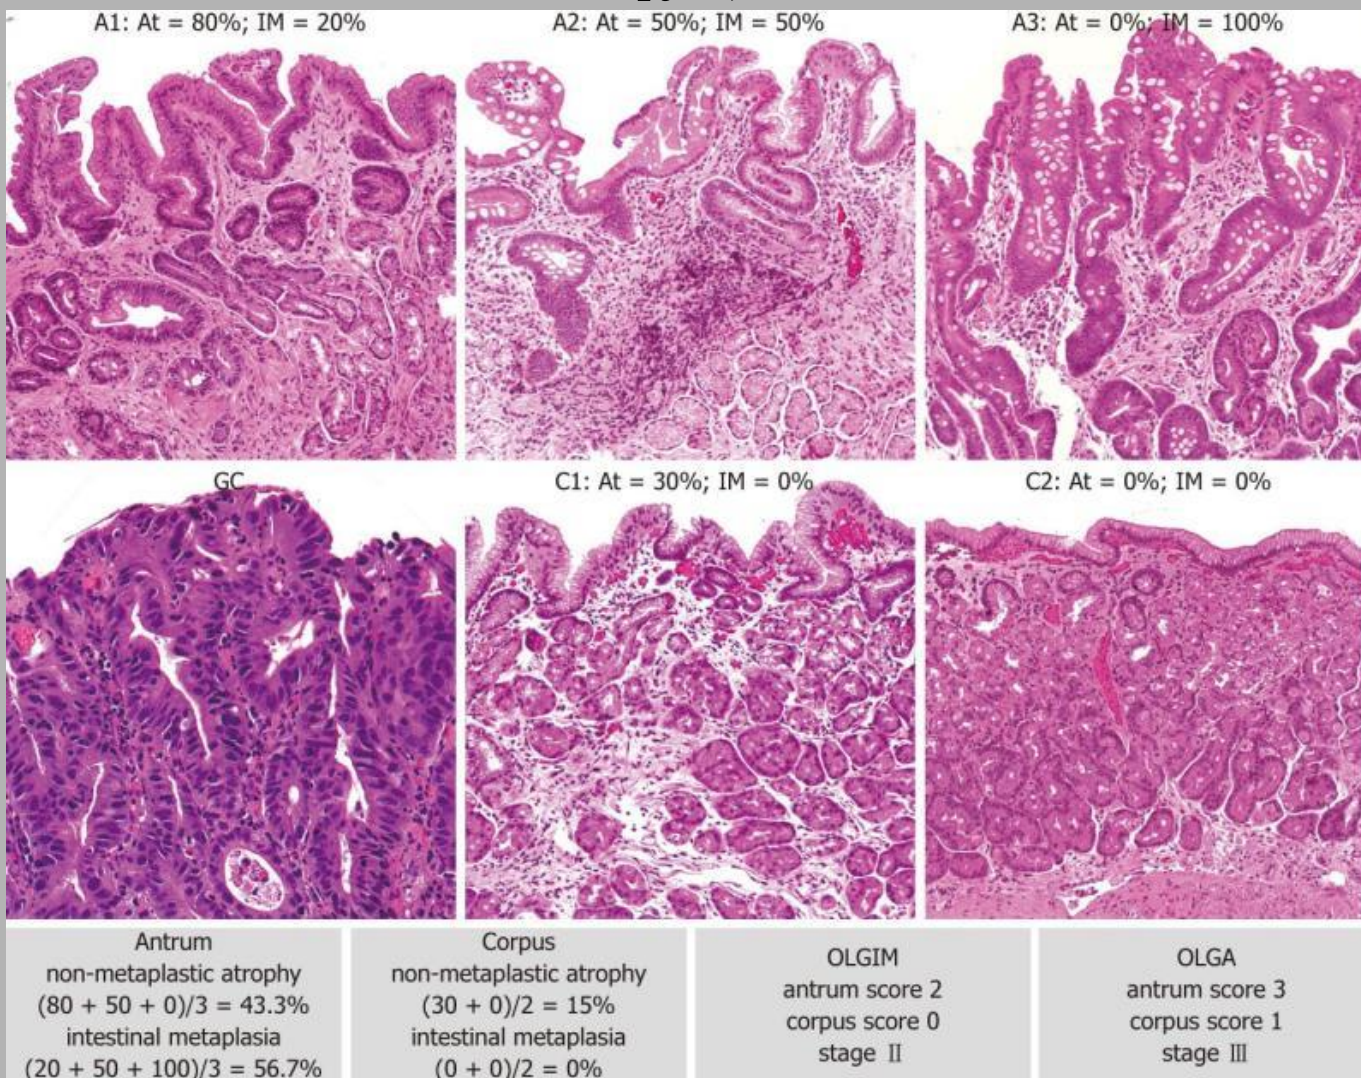 A1: At = 80%; IM = 20%
A2: At = 50%; IM = 50%
A3: At = 0%; IM = 100%
GC
C1: At = 30%; IM = 0%
C2: At = 0%; IM = 0%
Antrum
non-metaplastic atrophy
(80 + 50 + 0)/3 = 43.3%
intestinal metaplasia
(20 + 50 + 100)/3 = 56.7%
Corpus
non-metaplastic atrophy
(30 + 0)/2 = 15%
intestinal metaplasia
(0 + 0)/2 = 0%
OLGIM
antrum score 2
corpus score 0
stage Ⅱ
OLGA
antrum score 3
corpus score 1
stage Ⅲ